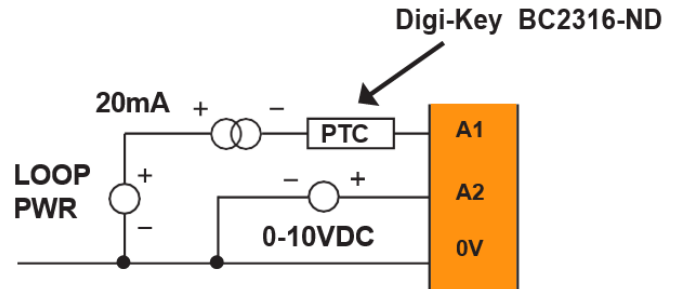 Digi-Key BC2316-ND
20mA + −
PTC
A1
LOOP
PWR
+
−
− +
A2
0-10VDC
0V